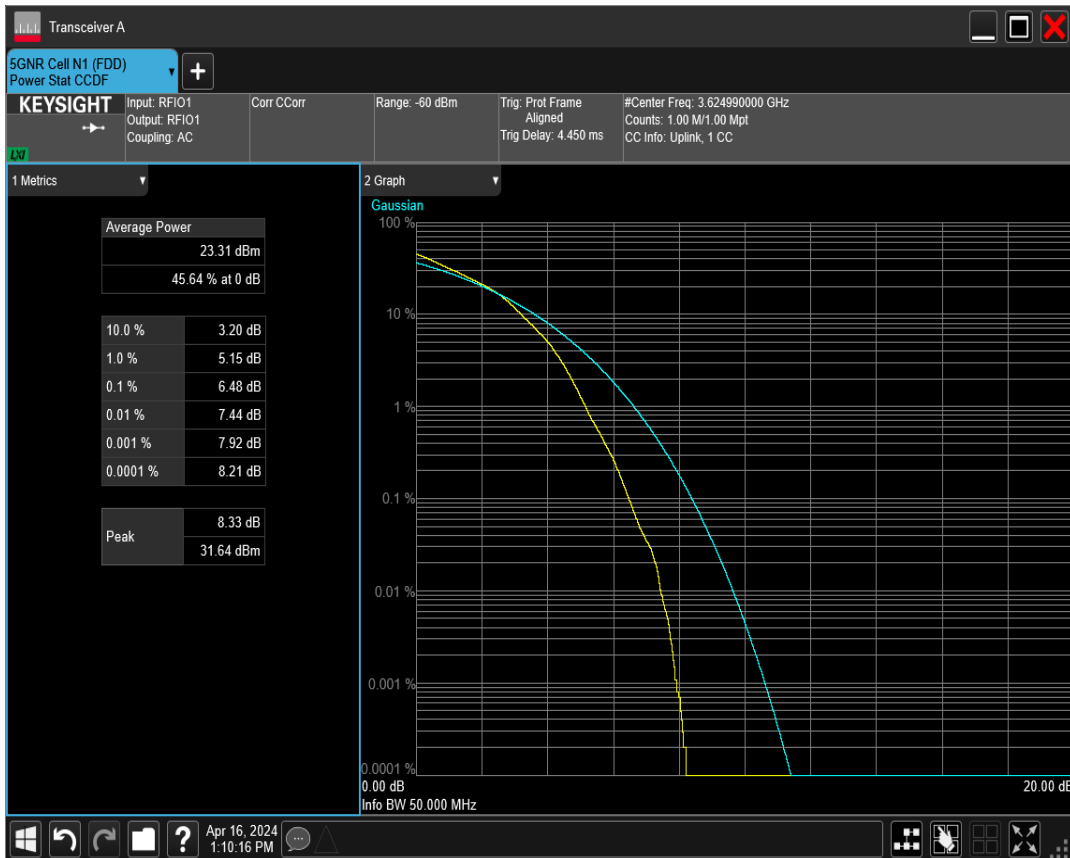 Transceiver A
5GNR Cell N1 (FDD)
Power Stat CCDF
KEYSIGHT
LXI
Input: RFIO1
Output: RFIO1
Coupling: AC
Corr CCorr
Range: -60 dBm
Trig: Prot Frame
Aligned
Trig Delay: 4.450 ms
#Center Freq: 3.624990000 GHz
Counts: 1.00 M/1.00 Mpt
CC Info: Uplink, 1 CC
1 Metrics
Average Power
23.31 dBm
45.64 % at 0 dB
10.0 % 3.20 dB
1.0 % 5.15 dB
0.1 % 6.48 dB
0.01 % 7.44 dB
0.001 % 7.92 dB
0.0001 % 8.21 dB
Peak
8.33 dB
31.64 dBm
2 Graph
Gaussian
100 %
10 %
1 %
0.1 %
0.01 %
0.001 %
0.0001 %
0.00 dB 20.00 dB
Info BW 50.000 MHz
? Apr 16, 2024
1:10:16 PM